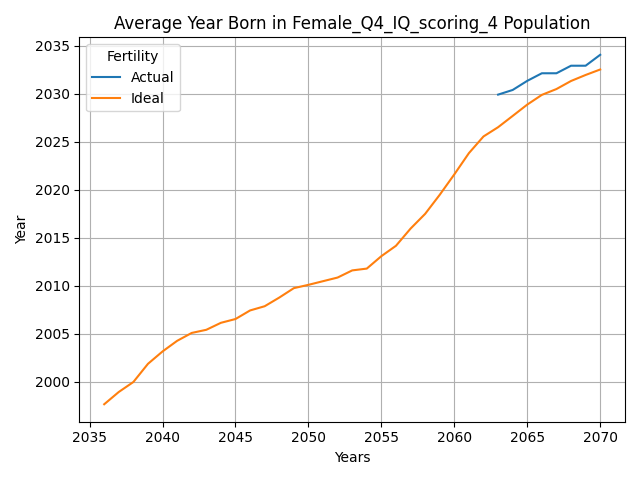 Average Year Born in Female_Q4_IQ_scoring_4 Population
Fertility
Actual
Ideal
Year
2035
2030
2025
2020
2015
2010
2005
2000
2035 2040 2045 2050 2055 2060 2065 2070
Years